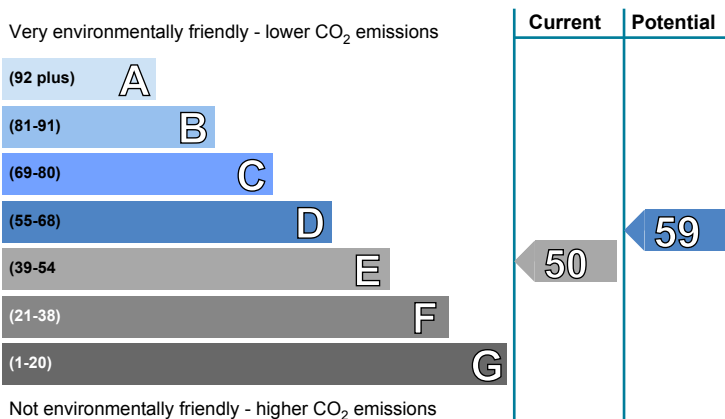 Current Potential
Very environmentally friendly - lower CO2 emissions
(92 plus) A
(81-91) B
(69-80) C
(55-68) D
59
(39-54 E
50
(21-38) F
(1-20) G
Not environmentally friendly - higher CO2 emissions